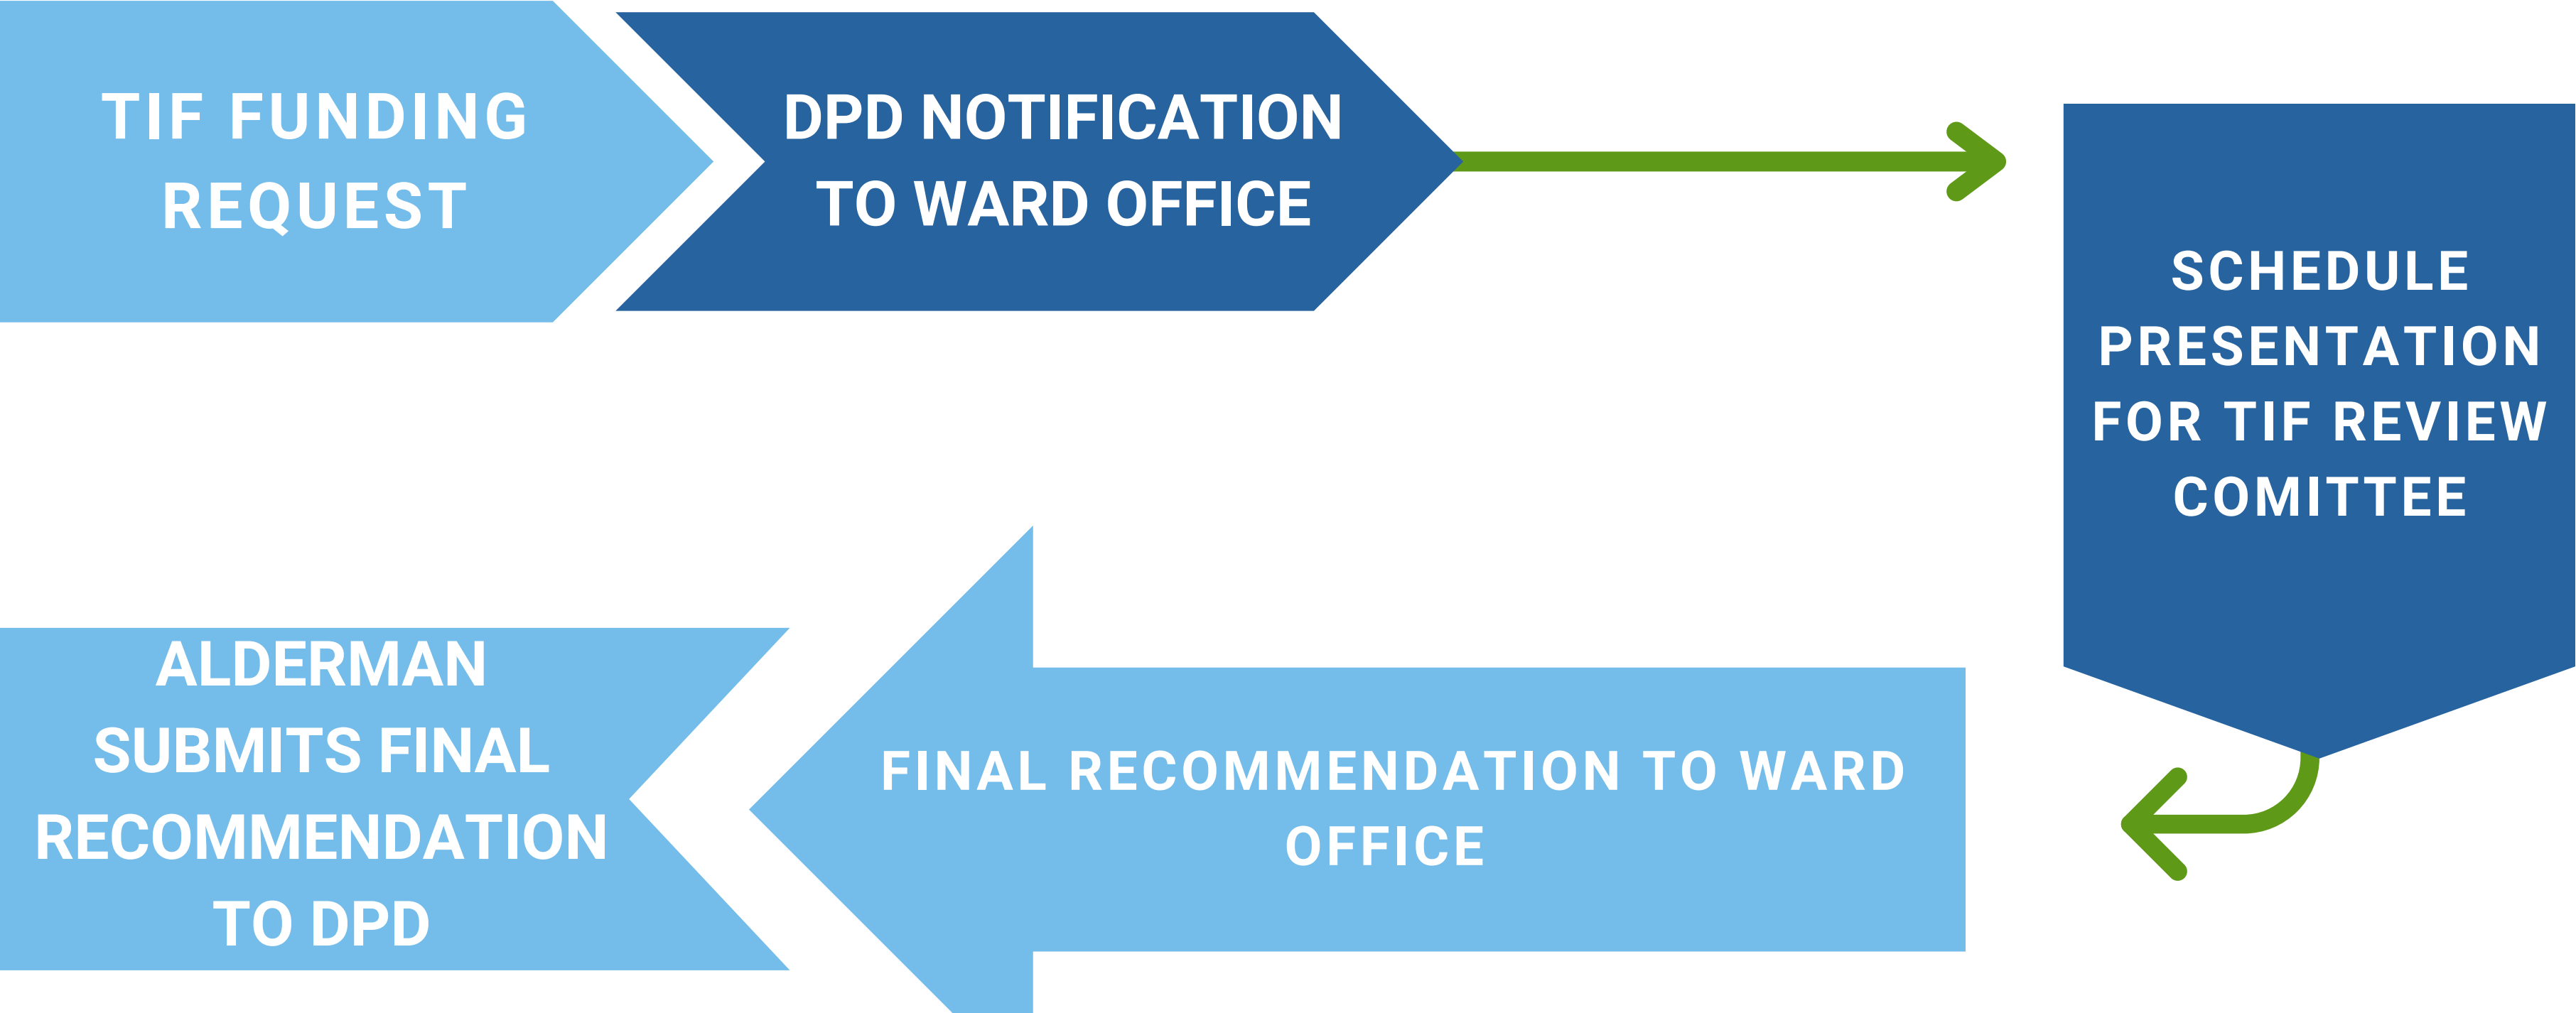 TIF FUNDING
REQUEST
DPD NOTIFICATION
TO WARD OFFICE
SCHEDULE
PRESENTATION
FOR TIF REVIEW
COMITTEE
FINAL RECOMMENDATION TO WARD
OFFICE
ALDERMAN
SUBMITS FINAL
RECOMMENDATION
TO DPD